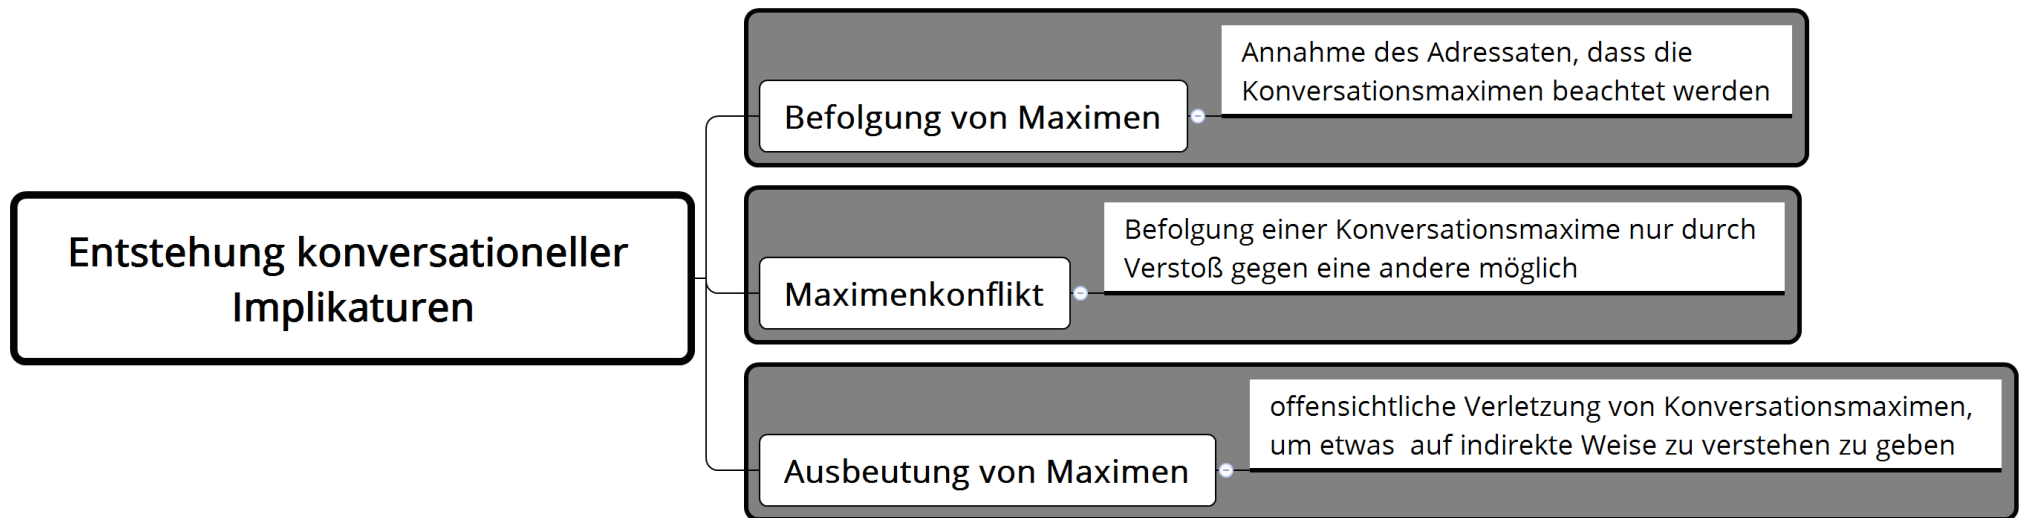 Entstehung konversationeller
Implikaturen
Befolgung von Maximen
Annahme des Adressaten, dass die
Konversationsmaximen beachtet werden
Maximenkonflikt
Befolgung einer Konversationsmaxime nur durch
Verstoß gegen eine andere möglich
Ausbeutung von Maximen
offensichtliche Verletzung von Konversationsmaximen,
um etwas  auf indirekte Weise zu verstehen zu geben